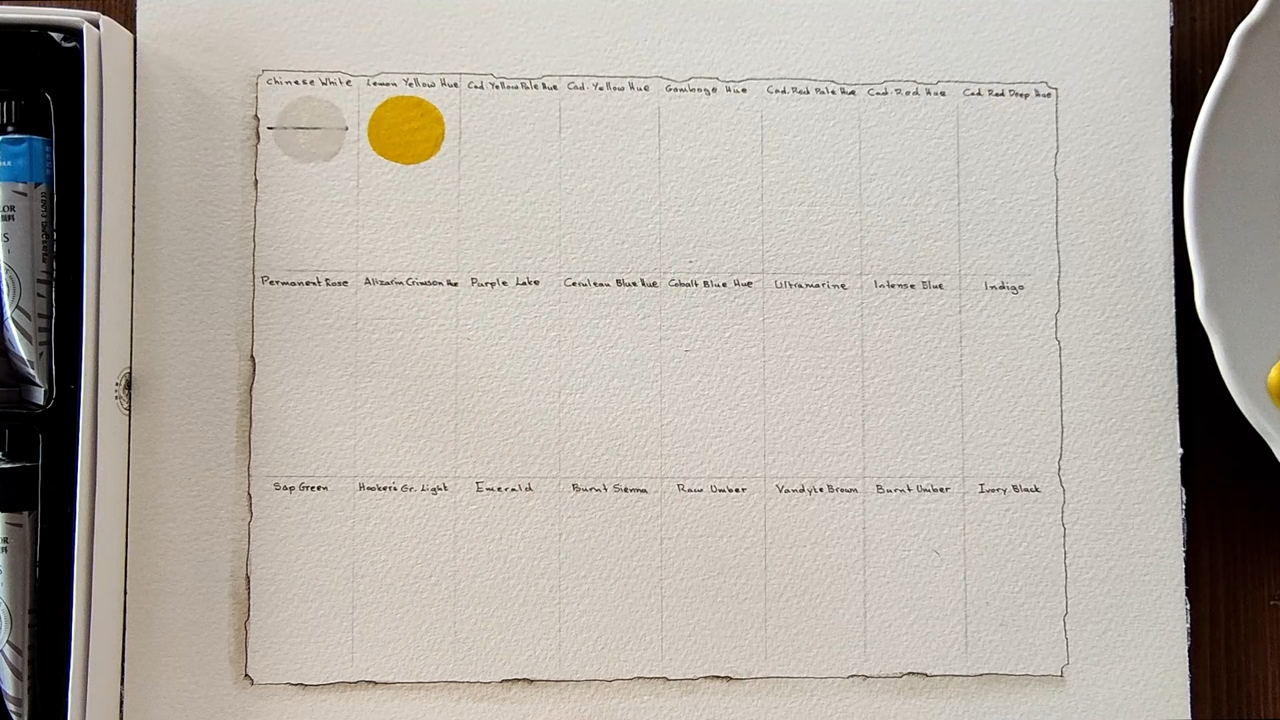 Chinese White
Lemon Yellow Hue
Cad. Yellow Pale Hue
Cad. Yellow Hue
Gamboge Hue
Cad. Red Pale Hue
Cad. Red Hue
Cad. Red Deep Hue
Permanent Rose
Alizarin Crimson Hue
Purple Lake
Cerulean Blue Hue
Cobalt Blue Hue
Ultramarine
Intense Blue
Indigo
Sap Green
Hooker's Gr. Light
Emerald
Burnt Sienna
Raw Umber
Vandyke Brown
Burnt Umber
Ivory Black